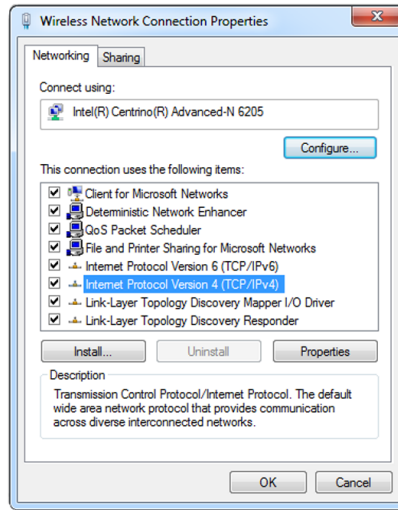 Wireless Network Connection Properties
Networking Sharing
Connect using:
Intel(R) Centrino(R) Advanced-N 6205
Configure...
This connection uses the following items:
Client for Microsoft Networks
Deterministic Network Enhancer
QoS Packet Scheduler
File and Printer Sharing for Microsoft Networks
Internet Protocol Version 6 (TCP/IPv6)
Internet Protocol Version 4 (TCP/IPv4)
Link-Layer Topology Discovery Mapper I/O Driver
Link-Layer Topology Discovery Responder
Install... Uninstall Properties
Description
Transmission Control Protocol/Internet Protocol. The default
wide area network protocol that provides communication
across diverse interconnected networks.
OK Cancel